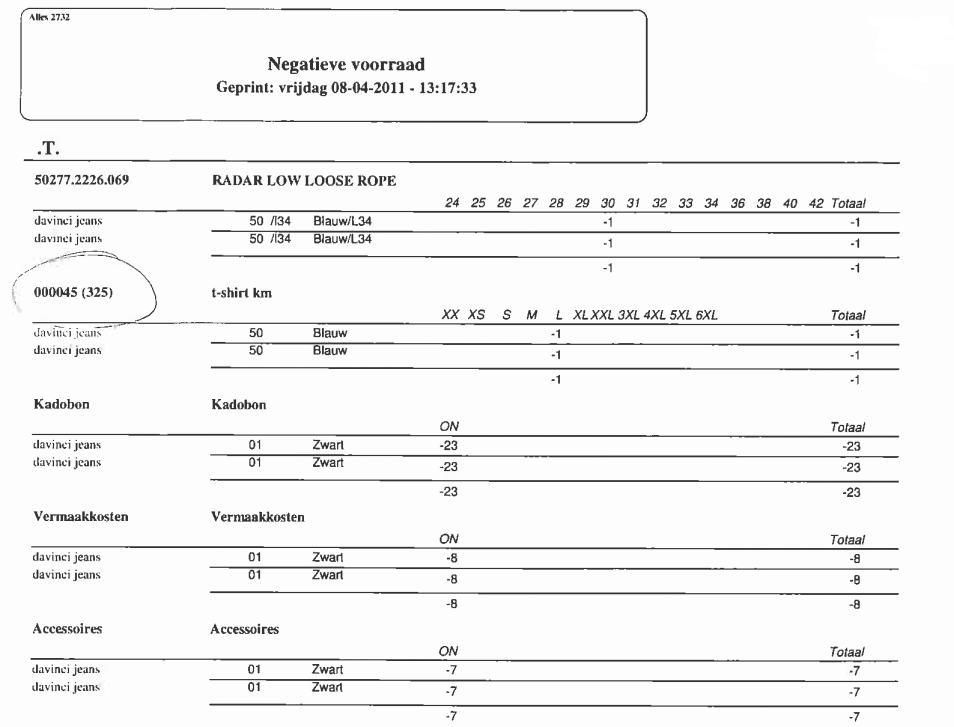 Alles 2732
Negatieve voorraad
Geprint: vrijdag 08-04-2011 - 13:17:33
.T.
50277.2226.069 RADAR LOW LOOSE ROPE
24 25 26 27 28 29 30 31 32 33 34 36 38 40 42 Totaal
davinci jeans 50 /l34 Blauw/L34 -1 -1
davinci jeans 50 /l34 Blauw/L34 -1 -1
-1 -1
000045 (325) t-shirt km
XX XS S M L XL XXL 3XL 4XL 5XL 6XL Totaal
davinci jeans 50 Blauw -1 -1
davinci jeans 50 Blauw -1 -1
-1 -1
Kadobon Kadobon
ON Totaal
davinci jeans 01 Zwart -23 -23
davinci jeans 01 Zwart -23 -23
-23 -23
Vermaakkosten Vermaakkosten
ON Totaal
davinci jeans 01 Zwart -8 -8
davinci jeans 01 Zwart -8 -8
-8 -8
Accessoires Accessoires
ON Totaal
davinci jeans 01 Zwart -7 -7
davinci jeans 01 Zwart -7 -7
-7 -7